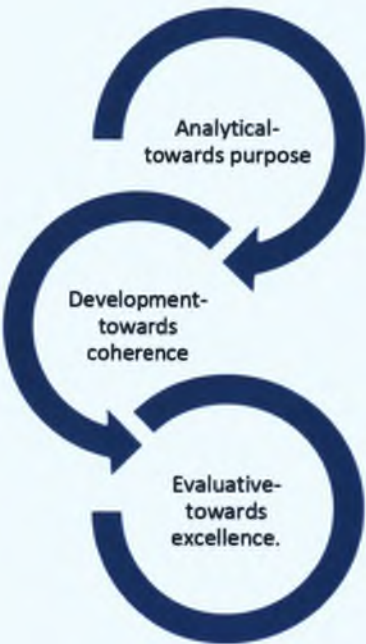 Analytical-
towards purpose
Development-
towards
coherence
Evaluative-
towards
excellence.